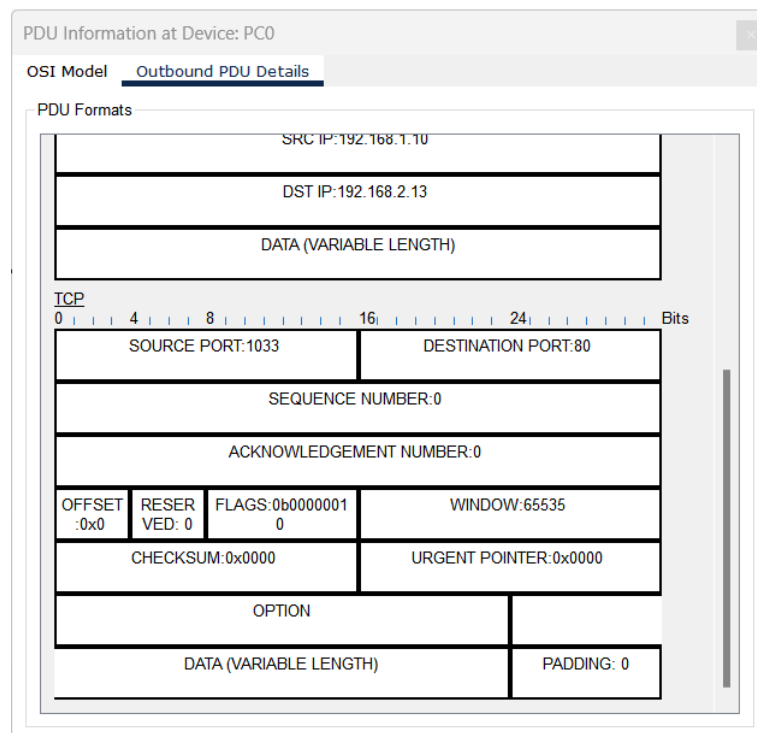 PDU Information at Device: PC0
OSI Model Outbound PDU Details
PDU Formats
SRC IP:192.168.1.10
DST IP:192.168.2.13
DATA (VARIABLE LENGTH)
TCP
0 4 8 16 24 Bits
SOURCE PORT:1033 DESTINATION PORT:80
SEQUENCE NUMBER:0
ACKNOWLEDGEMENT NUMBER:0
OFFSET RESER FLAGS:0b0000001 WINDOW:65535
:0x0 VED: 0 0
CHECKSUM:0x0000 URGENT POINTER:0x0000
OPTION
DATA (VARIABLE LENGTH) PADDING: 0